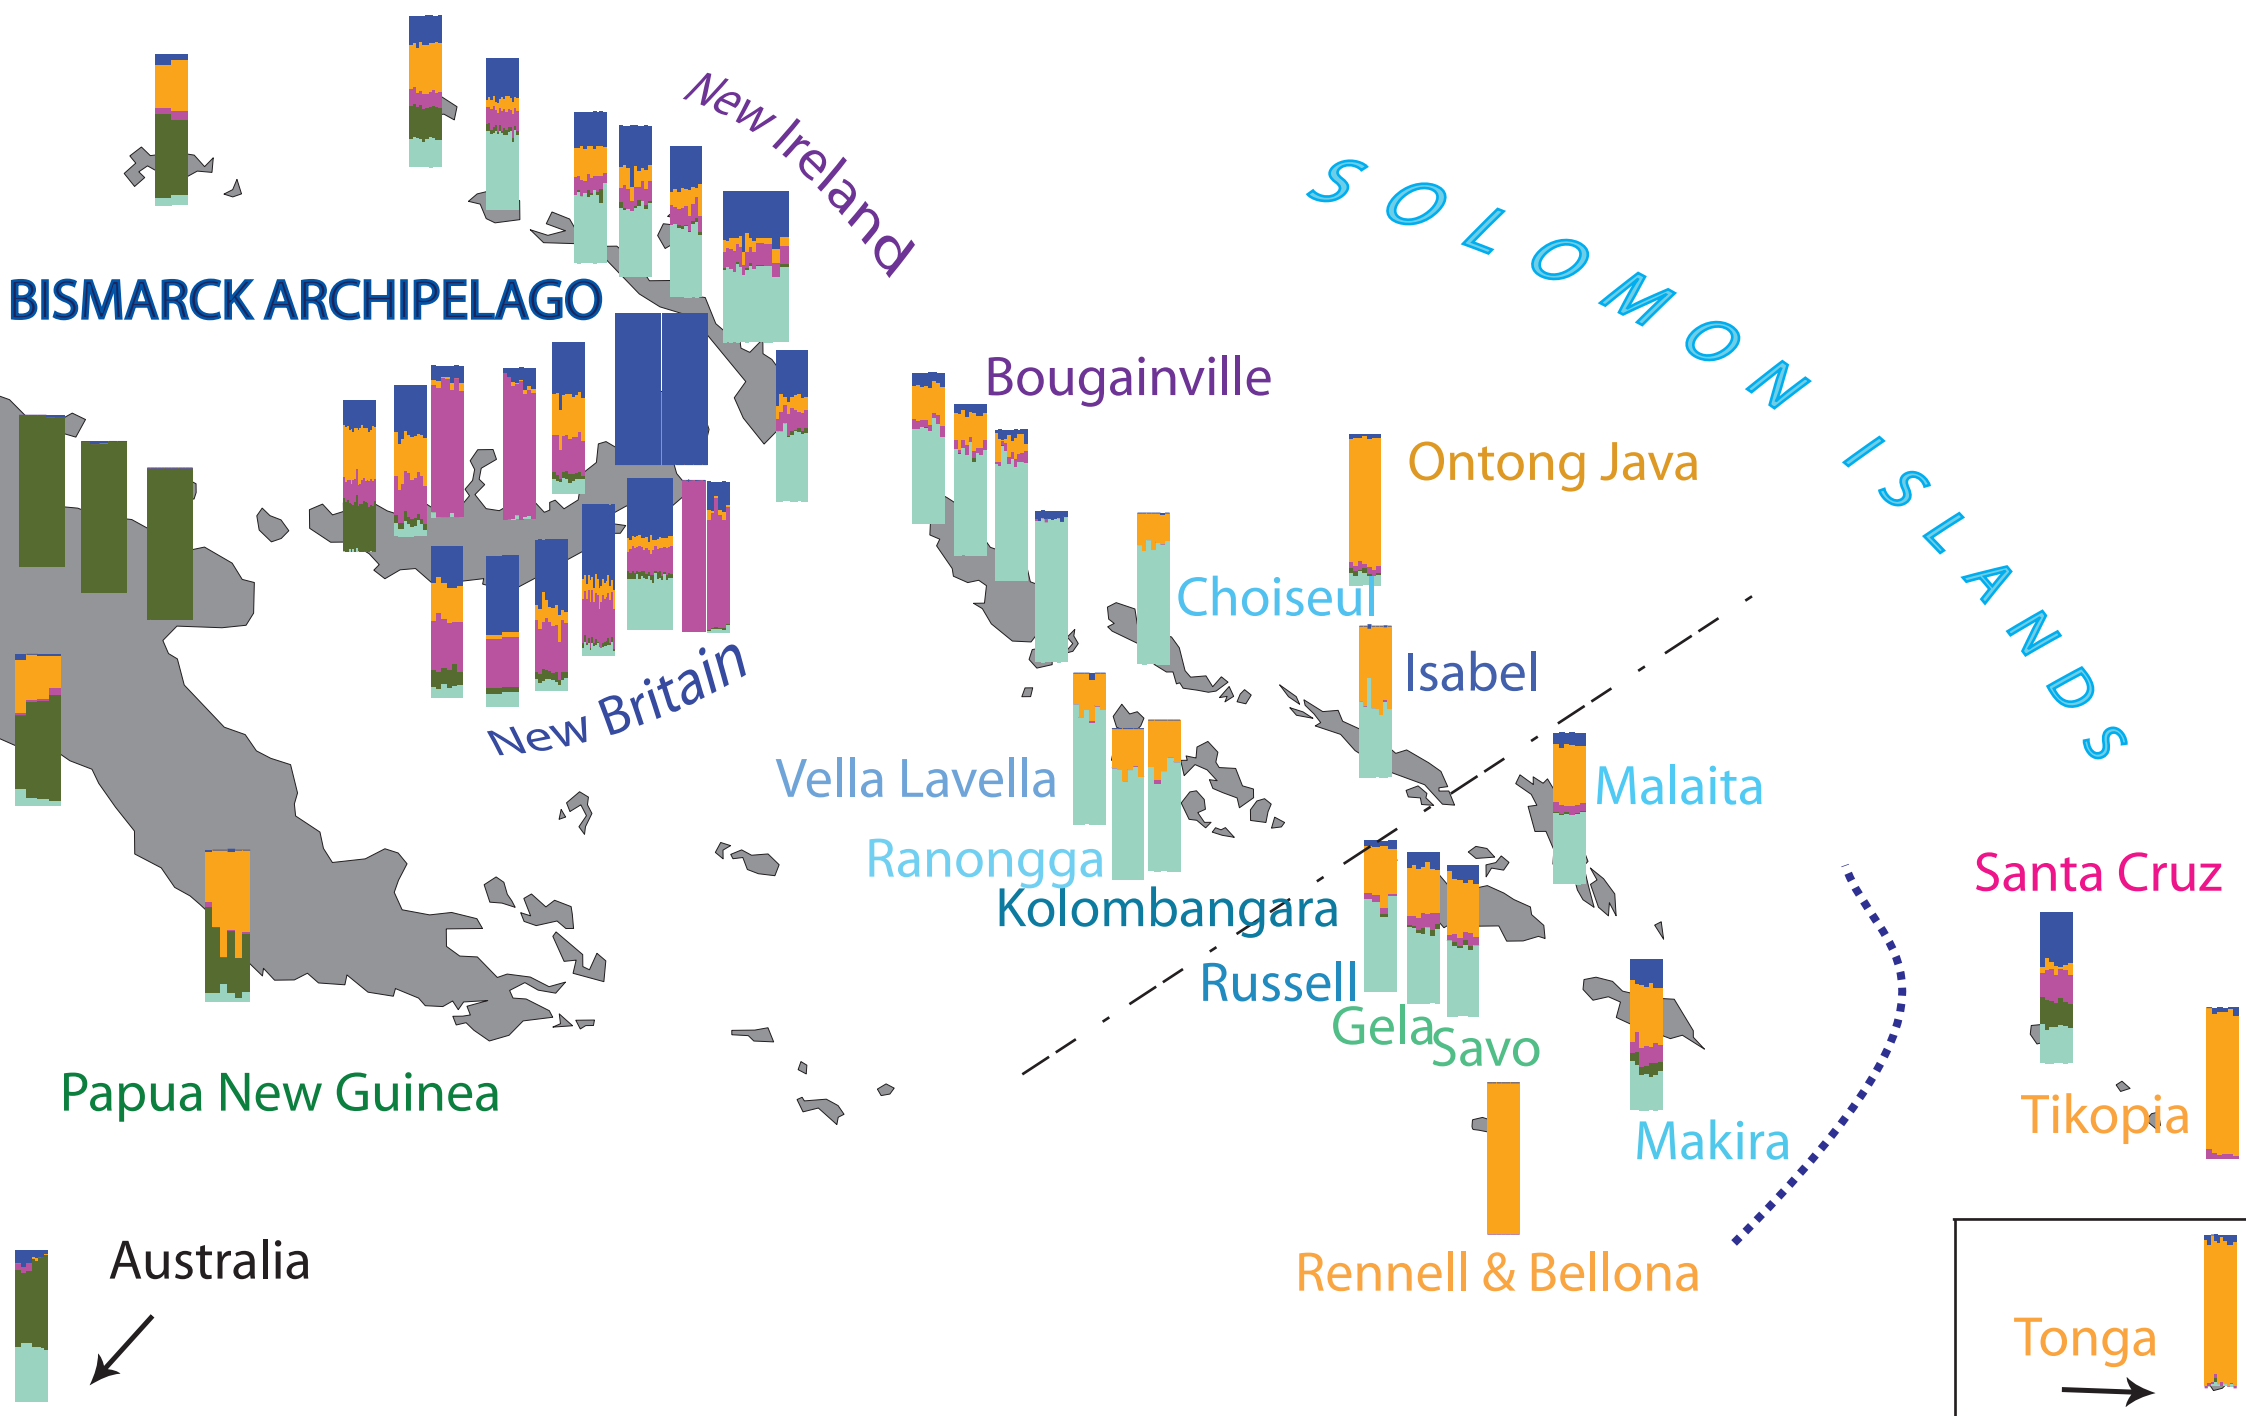 New Ireland
SOLOMON ISLANDS
BISMARCK ARCHIPELAGO
Bougainville
Ontong Java
Choiseul
Isabel
New Britain
Vella Lavella
Malaita
Ranongga
Santa Cruz
Kolombangara
Russell
Gela
Savo
Papua New Guinea
Tikopia
Makira
Australia
Rennell & Bellona
Tonga